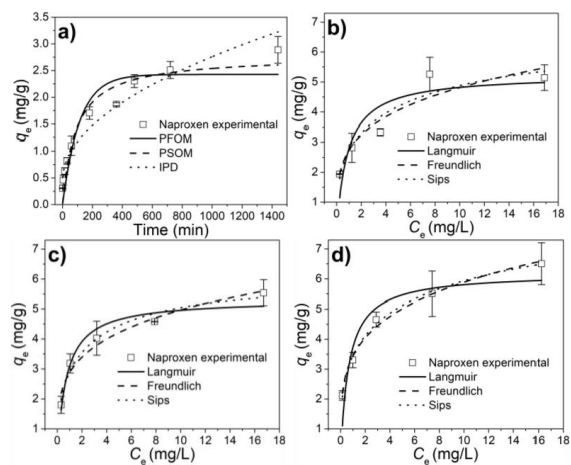 a)
3.5
3.0
2.5
2.0
1.5
1.0
0.5
0.0
qe (mg/g)
Naproxen experimental
PFOM
PSOM
IPD
0 200 400 600 800 1000 1200 1400
Time (min)
b)
7
6
5
4
3
2
1
qe (mg/g)
Naproxen experimental
Langmuir
Freundlich
Sips
0 2 4 6 8 10 12 14 16 18
Ce (mg/L)
c)
7
6
5
4
3
2
1
qe (mg/g)
Naproxen experimental
Langmuir
Freundlich
Sips
0 2 4 6 8 10 12 14 16 18
Ce (mg/L)
d)
7
6
5
4
3
2
1
qe (mg/g)
Naproxen experimental
Langmuir
Freundlich
Sips
0 2 4 6 8 10 12 14 16 18
Ce (mg/L)